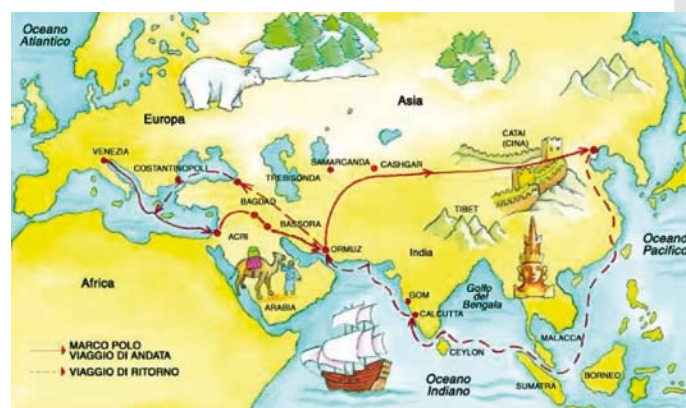 Oceano
Atlantico
Europa
Asia
VENEZIA
COSTANTINOPOLI
TREBISONDA
SAMARCANDA
CASHGAR
CATAI
(CINA)
BAGDAD
BASSORA
ACRI
ORMUZ
TIBET
India
Oceano
Pacifico
Africa
ARABIA
GOM
CALCUTTA
Golfo
del
Bengala
MALACCA
CEYLON
SUMATRA
BORNEO
Oceano
Indiano
MARCO POLO
VIAGGIO DI ANDATA
VIAGGIO DI RITORNO